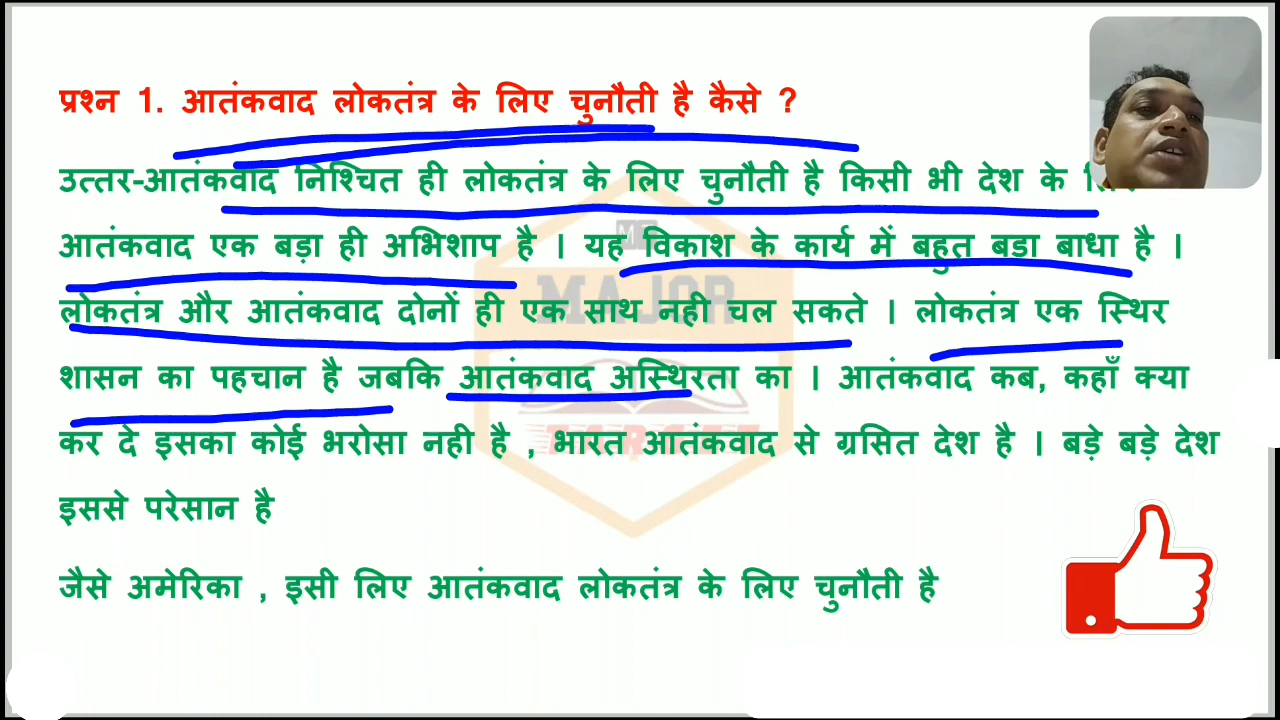 प्रश्न 1. आतंकवाद लोकतंत्र के लिए चुनौती है कैसे ?
उत्तर-आतंकवाद निश्चित ही लोकतंत्र के लिए चुनौती है किसी भी देश के
आतंकवाद एक बड़ा ही अभिशाप है । यह विकाश के कार्य में बहुत बडा बाधा है ।
लोकतंत्र और आतंकवाद दोनों ही एक साथ नही चल सकते । लोकतंत्र एक स्थिर
शासन का पहचान है जबकि आतंकवाद अस्थिरता का । आतंकवाद कब, कहाँ क्या
कर दे इसका कोई भरोसा नही है , भारत आतंकवाद से ग्रसित देश है । बड़े बड़े देश
इससे परेसान है
जैसे अमेरिका , इसी लिए आतंकवाद लोकतंत्र के लिए चुनौती है
MAJOR
TARGET